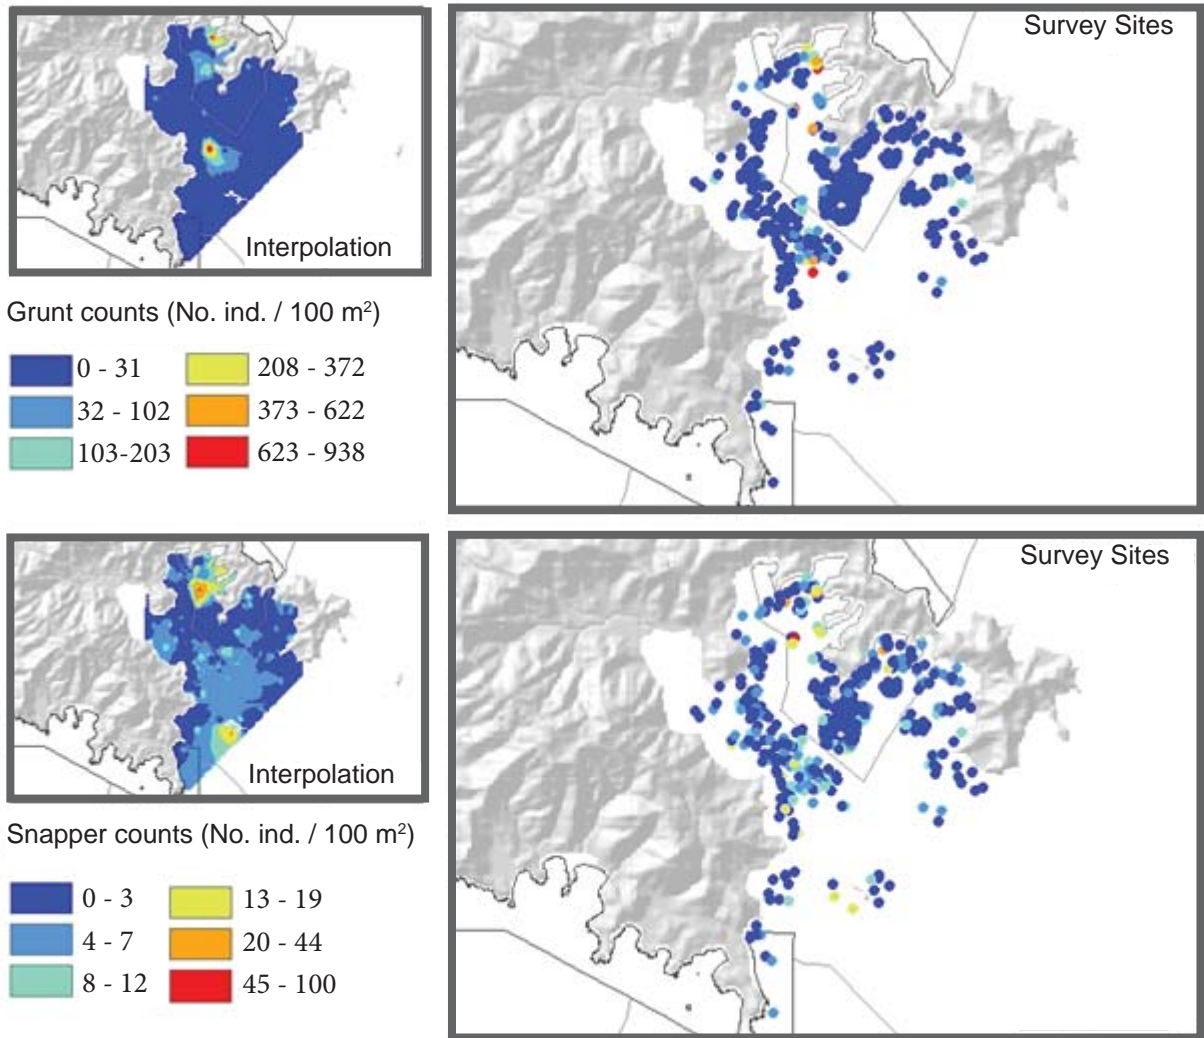 Survey Sites
Interpolation
Grunt counts (No. ind. / 100 m²)
0 - 31
208 - 372
32 - 102
373 - 622
103-203
623 - 938
Survey Sites
Interpolation
Snapper counts (No. ind. / 100 m²)
0 - 3
13 - 19
4 - 7
20 - 44
8 - 12
45 - 100